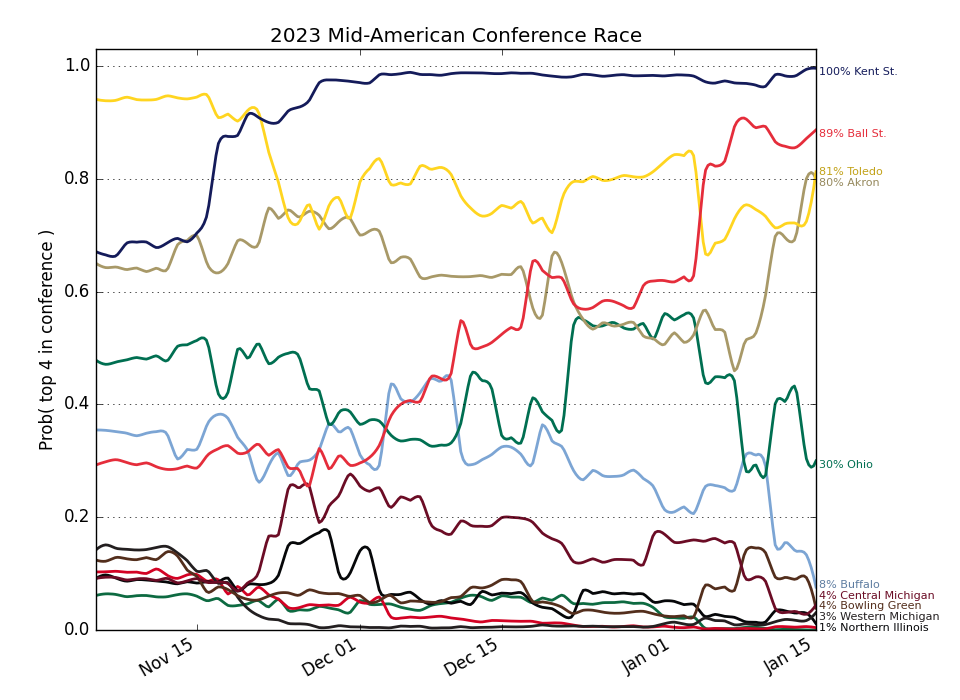 2023 Mid-American Conference Race
Prob( top 4 in conference )
1.0
0.8
0.6
0.4
0.2
0.0
Nov 15
Dec 01
Dec 15
Jan 01
Jan 15
100% Kent St.
89% Ball St.
81% Toledo
80% Akron
30% Ohio
8% Buffalo
4% Central Michigan
4% Bowling Green
3% Western Michigan
1% Northern Illinois